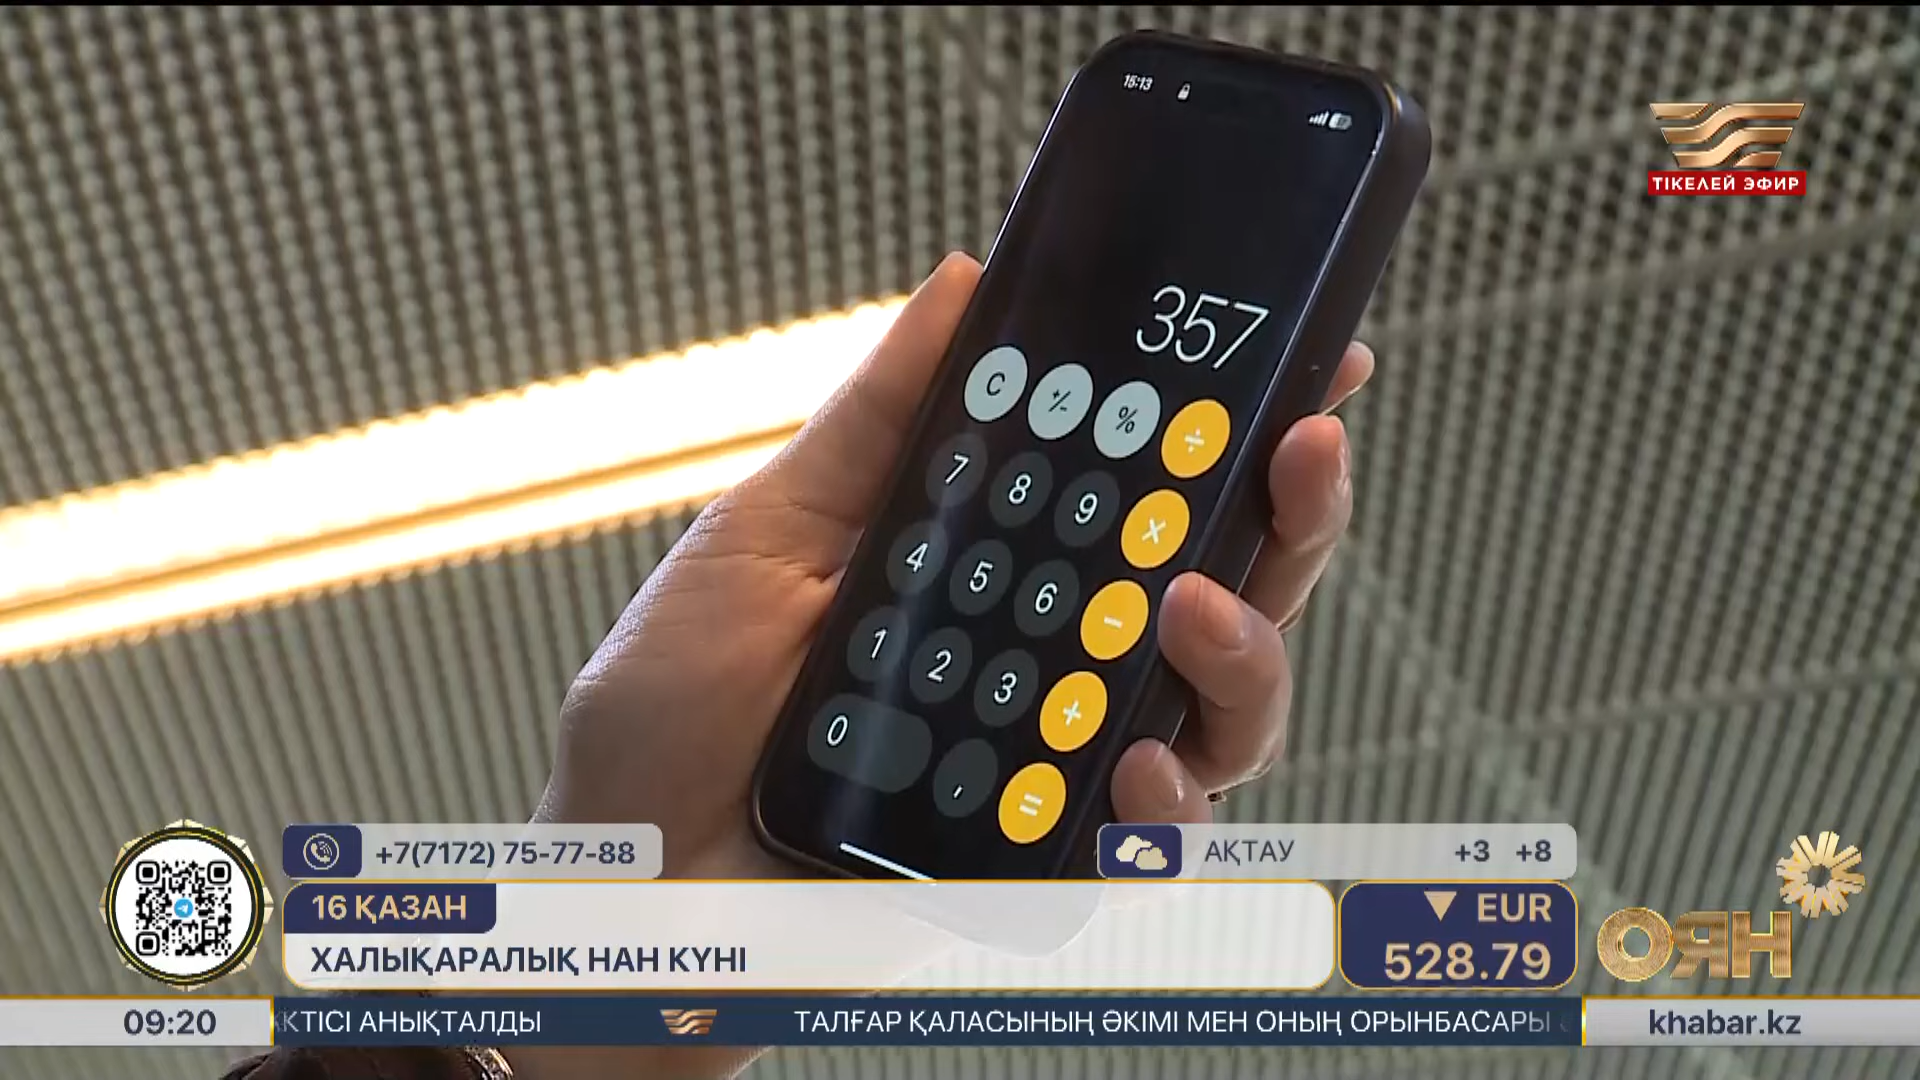 15:13
ТІКЕЛЕЙ ЭФИР
357
C +/- % ÷
7 8 9 ×
4 5 6 −
1 2 3 +
0 , =
+7(7172) 75-77-88
АҚТАУ +3 +8
16 ҚАЗАН
ХАЛЫҚАРАЛЫҚ НАН КҮНІ
▼ EUR
528.79
ОЯН
09:20
КТІСІ АНЫҚТАЛДЫ ТАЛҒАР ҚАЛАСЫНЫҢ ӘКІМІ МЕН ОНЫҢ ОРЫНБАСАРЫ
khabar.kz